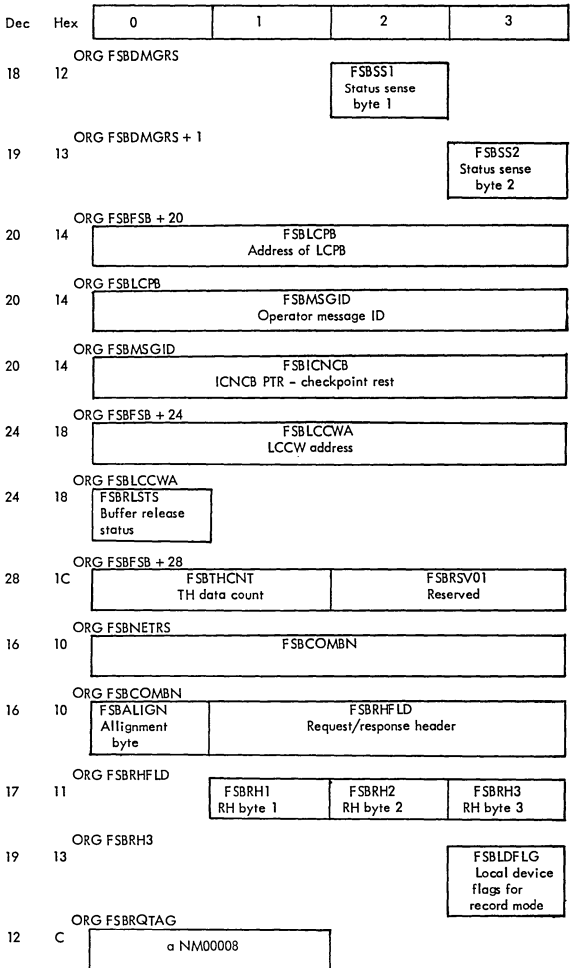 Dec Hex 0 1 2 3
ORG FSBDMGRS
18 12 FSBSS1
Status sense
byte 1
ORG FSBDMGRS + 1
19 13 FSBSS2
Status sense
byte 2
ORG FSBFSB + 20
20 14 FSBLCPB
Address of LCPB
ORG FSBLCPB
20 14 FSBMSGID
Operator message ID
ORG FSBMSGID
20 14 FSBICNCB
ICNCB PTR - checkpoint rest
ORG FSBFSB + 24
24 18 FSBLCCWA
LCCW address
ORG FSBLCCWA
24 18 FSBRLSTS
Buffer release
status
ORG FSBFSB + 28
28 1C FSBTHCNT FSBRSV01
TH data count Reserved
ORG FSBNETRS
16 10 FSBCOMBN
ORG FSBCOMBN
16 10 FSBALIGN FSBRHFLD
Allignment Request/response header
byte
ORG FSBRHFLD
17 11 FSBRH1 FSBRH2 FSBRH3
RH byte 1 RH byte 2 RH byte 3
ORG FSBRH3
19 13 FSBLDFLG
Local device
flags for
record mode
ORG FSBRQTAG
12 C a NM00008